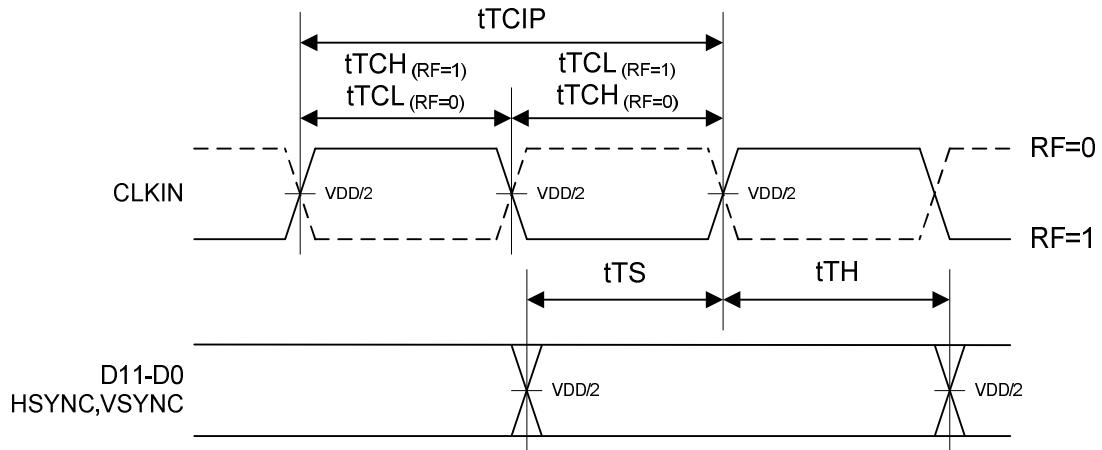 tTCIP
tTCH (RF=1)
tTCL (RF=1)
tTCL (RF=0)
tTCH (RF=0)
RF=0
CLKIN
VDD/2
VDD/2
VDD/2
RF=1
tTS
tTH
D11-D0
HSYNC,VSYNC
VDD/2
VDD/2